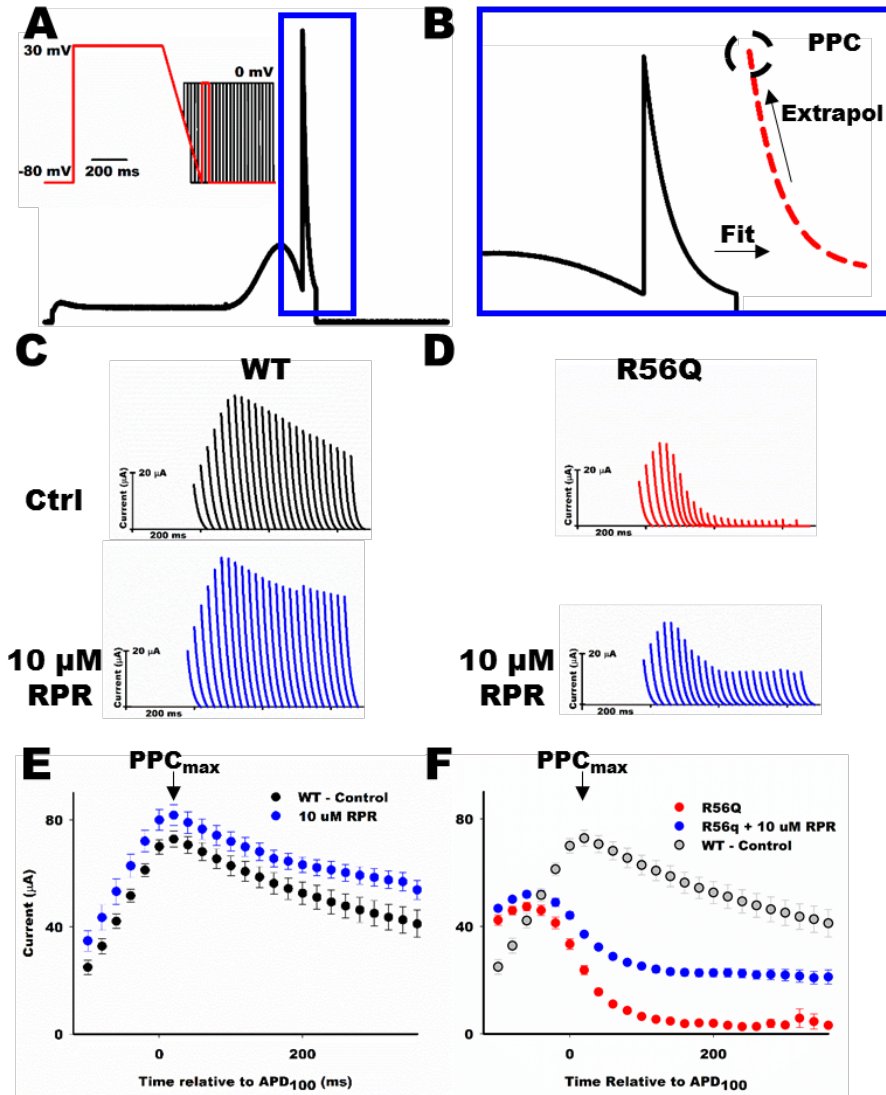 A
30 mV
0 mV
-80 mV
200 ms
B
PPC
Extrapol
Fit
C
WT
D
R56Q
Ctrl
20 µA
Current (µA)
200 ms
20 µA
Current (µA)
200 ms
10 µM
RPR
20 µA
Current (µA)
200 ms
10 µM
RPR
20 µA
Current (µA)
200 ms
E
PPCmax
WT - Control
10 uM RPR
80
40
0
Current (µA)
0
200
Time relative to APD100 (ms)
F
PPCmax
R56Q
R56q + 10 uM RPR
WT - Control
80
40
0
0
200
Time Relative to APD100